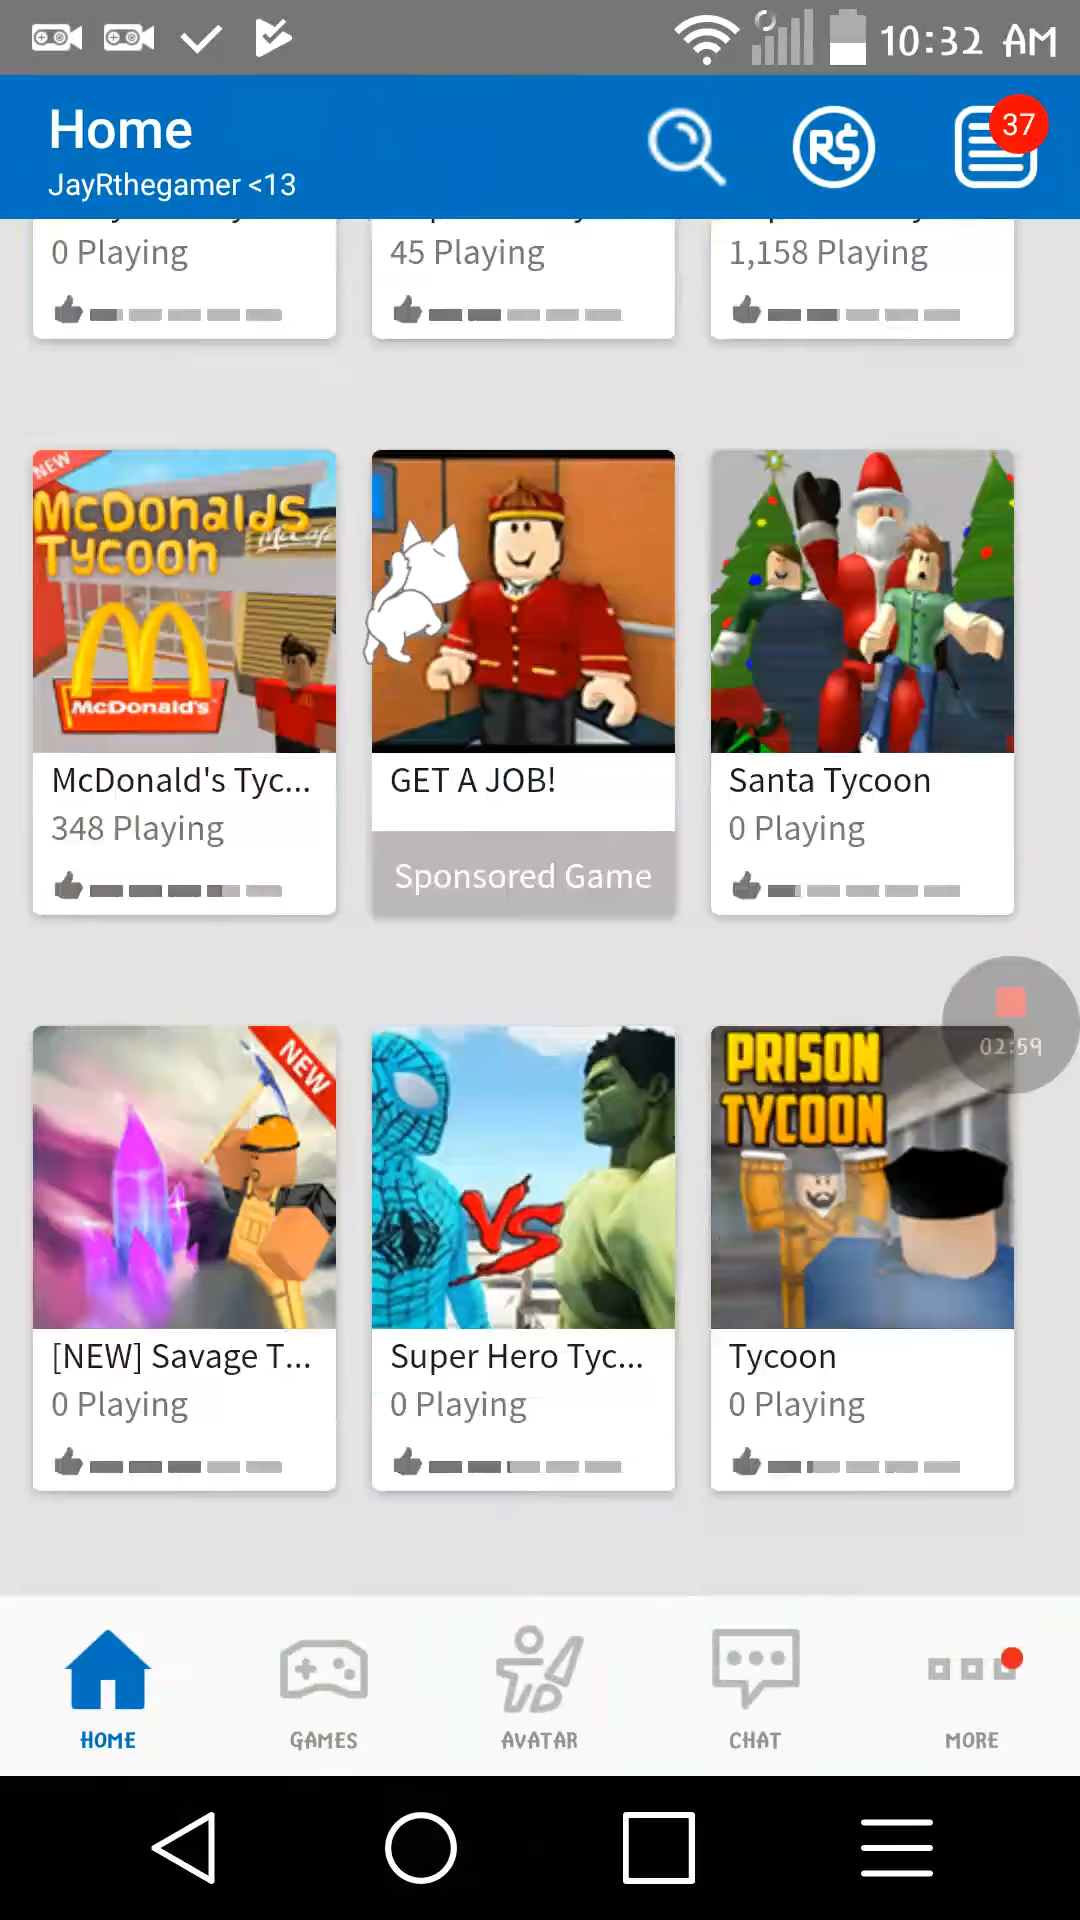 10:32 AM
Home
JayRthegamer <13
R$
37
0 Playing
45 Playing
1,158 Playing
NEW
McDonalds
Tycoon
McCafe
McDonald's
McDonald's Tyc...
348 Playing
GET A JOB!
Sponsored Game
Santa Tycoon
0 Playing
02:59
NEW
VS
PRISON
TYCOON
[NEW] Savage T...
0 Playing
Super Hero Tyc...
0 Playing
Tycoon
0 Playing
HOME
GAMES
AVATAR
CHAT
MORE